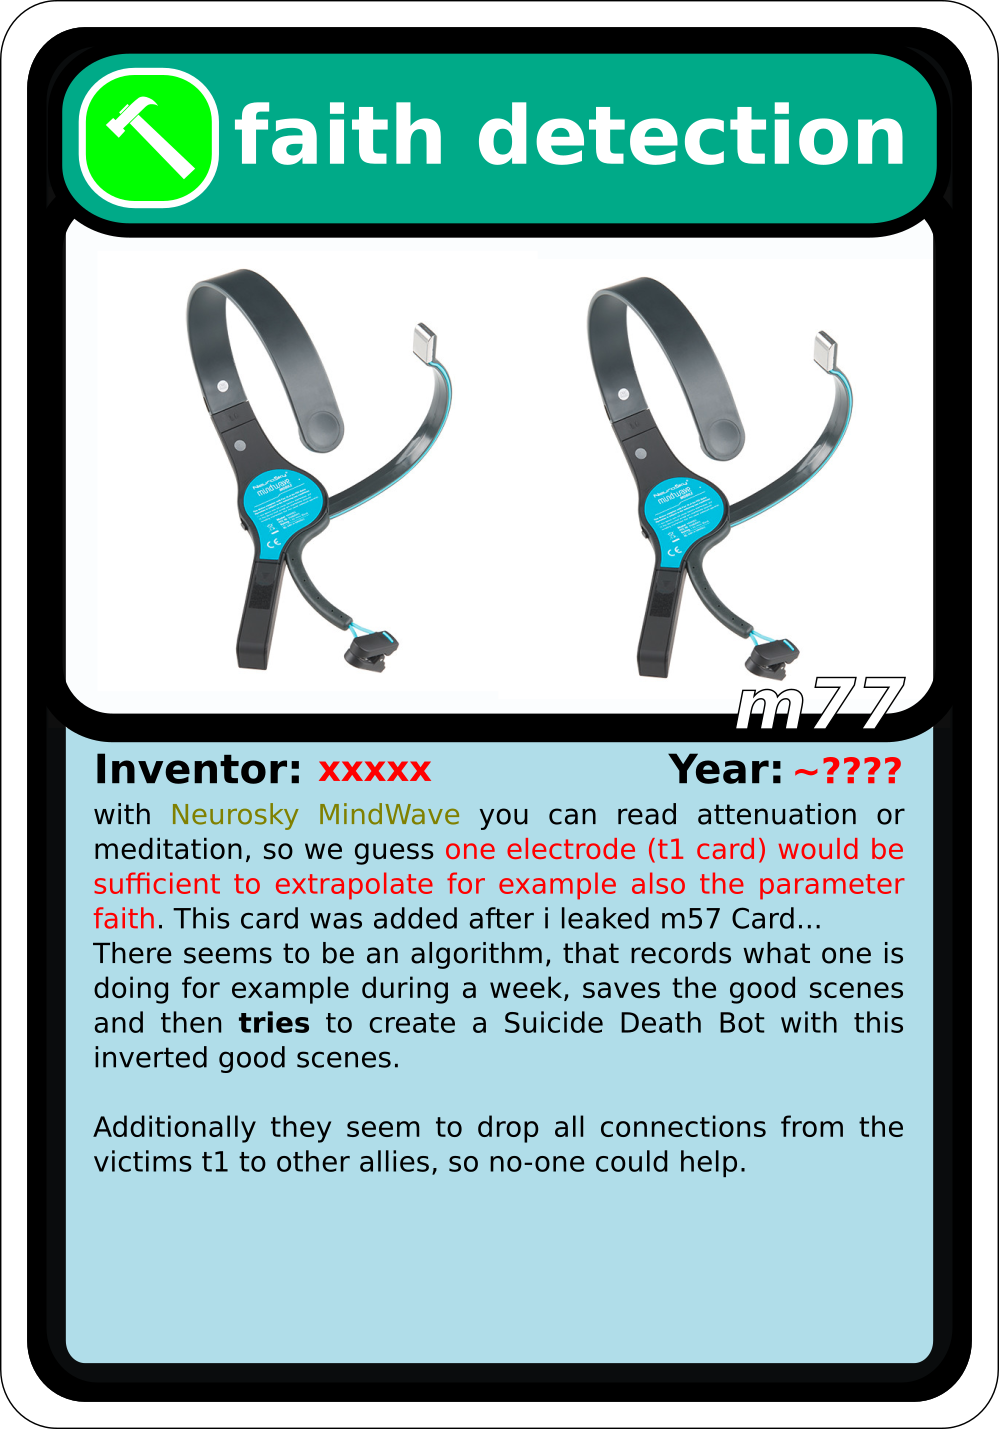 faith detection
NeuroSky
mindwave
NeuroSky
mindwave
m77
Inventor: xxxxx Year: ~????
with Neurosky MindWave you can read attenuation or
meditation, so we guess one electrode (t1 card) would be
sufficient to extrapolate for example also the parameter
faith. This card was added after i leaked m57 Card...
There seems to be an algorithm, that records what one is
doing for example during a week, saves the good scenes
and then tries to create a Suicide Death Bot with this
inverted good scenes.
Additionally they seem to drop all connections from the
victims t1 to other allies, so no-one could help.